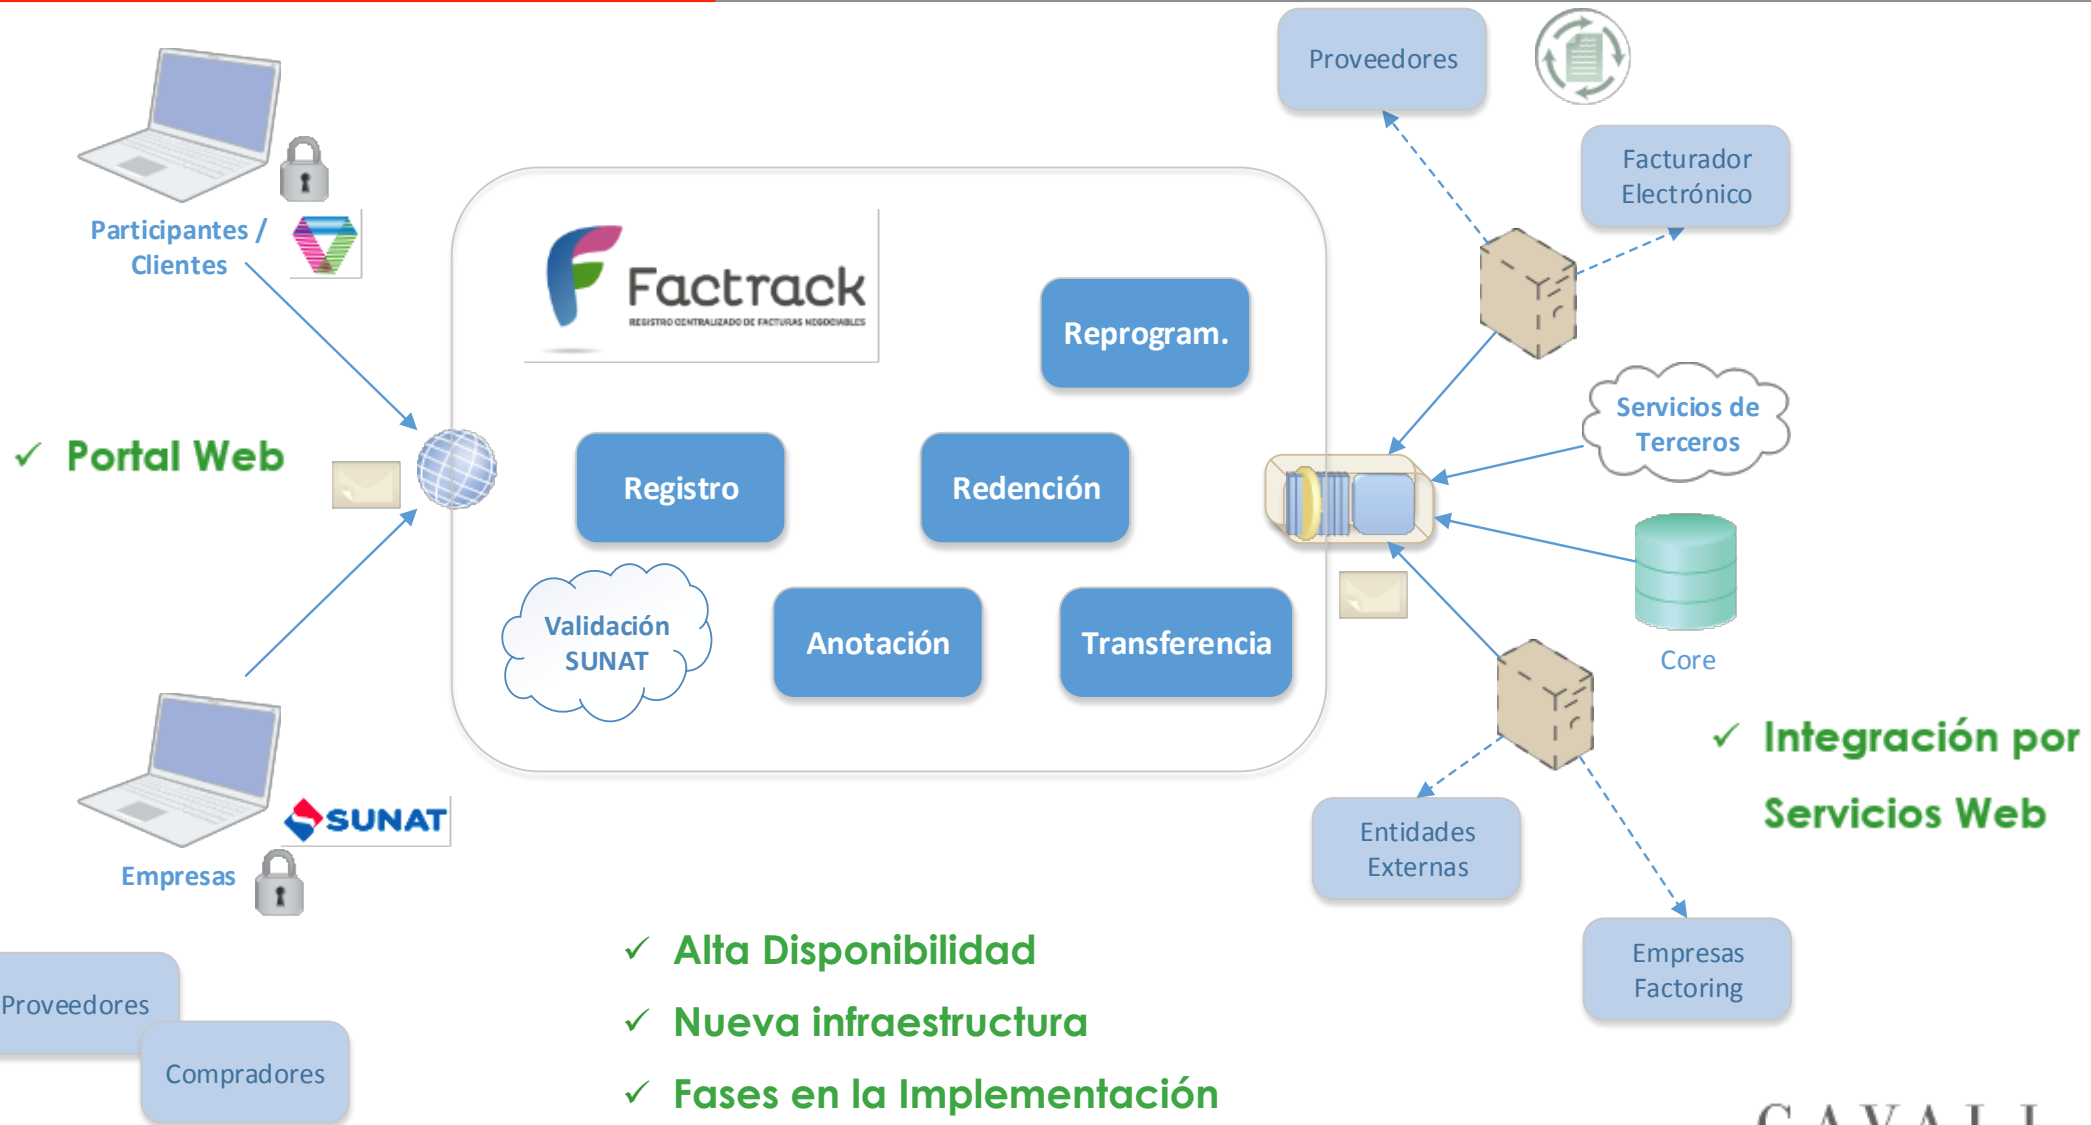 Proveedores
Facturador
Electrónico
Participantes /
Clientes
Factrack
REGISTRO CENTRALIZADO DE FACTURAS NEGOCIABLES
Reprogram.
Servicios de
Terceros
✓ Portal Web
Registro
Redención
Validación
SUNAT
Anotación
Transferencia
Core
✓ Integración por
Servicios Web
SUNAT
Empresas
Entidades
Externas
Empresas
Factoring
✓ Alta Disponibilidad
✓ Nueva infraestructura
✓ Fases en la Implementación
Proveedores
Compradores
CAVALI